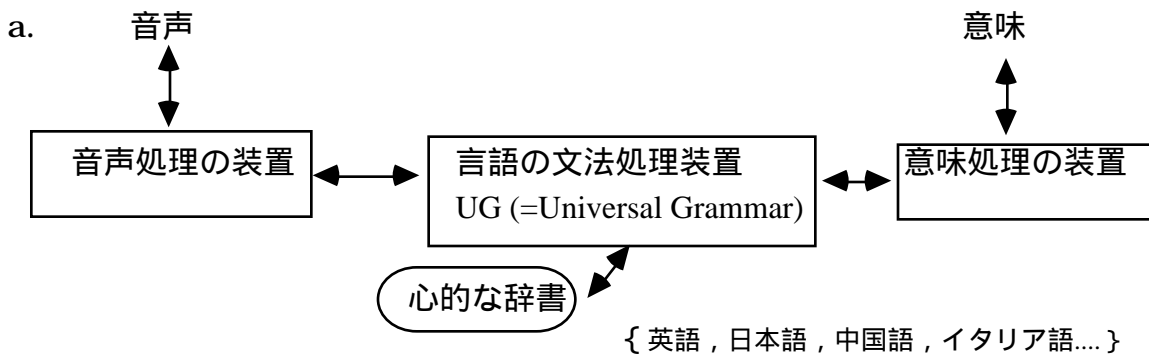 a. 音声 意味
音声処理の装置 言語の文法処理装置 意味処理の装置
UG (=Universal Grammar)
心的な辞書
{ 英語 , 日本語 , 中国語 , イタリア語.... }